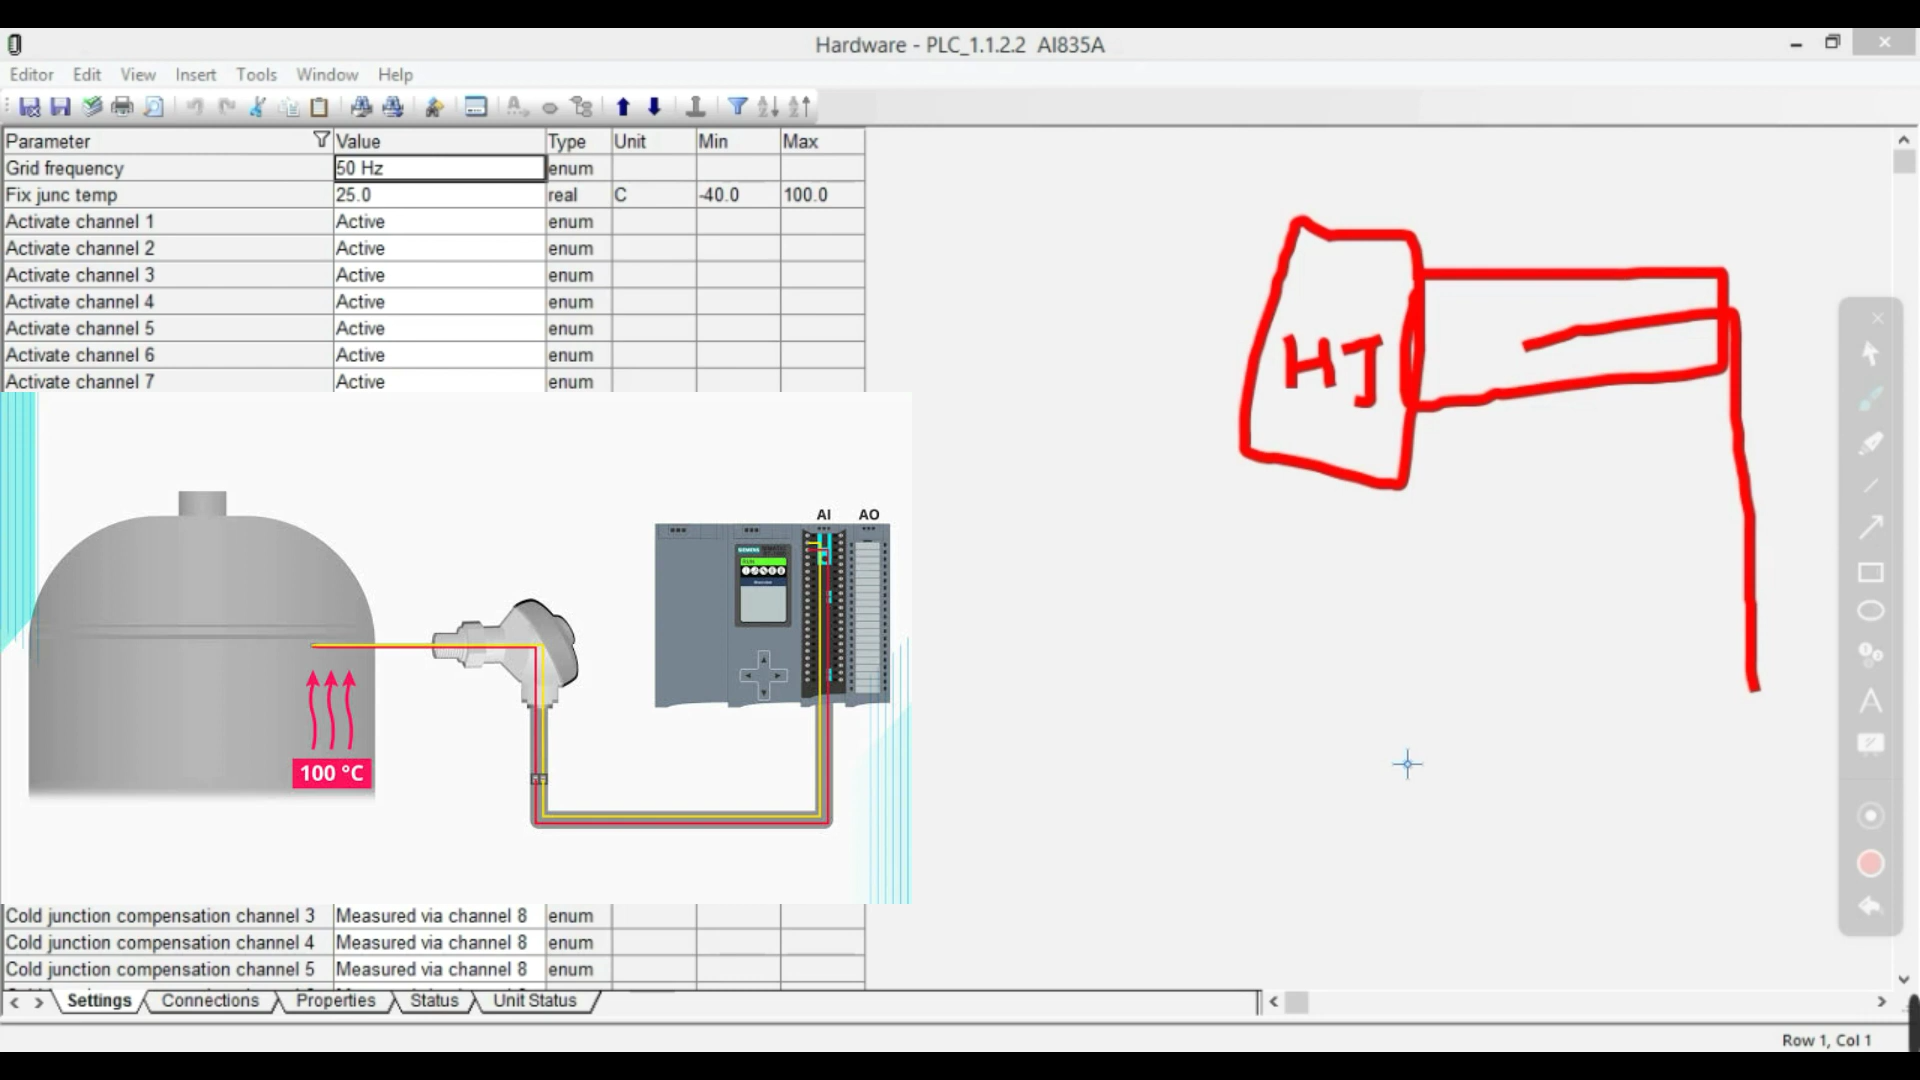 Hardware - PLC_1.1.2.2 AI835A
Editor Edit View Insert Tools Window Help
Parameter Value Type Unit Min Max
Grid frequency 50 Hz enum
Fix junc temp 25.0 real C -40.0 100.0
Activate channel 1 Active enum
Activate channel 2 Active enum
Activate channel 3 Active enum
Activate channel 4 Active enum
Activate channel 5 Active enum
Activate channel 6 Active enum
Activate channel 7 Active enum
HJ
AI AO
SIEMENS
100 °C
Cold junction compensation channel 3 Measured via channel 8 enum
Cold junction compensation channel 4 Measured via channel 8 enum
Cold junction compensation channel 5 Measured via channel 8 enum
Settings Connections Properties Status Unit Status
Row 1, Col 1